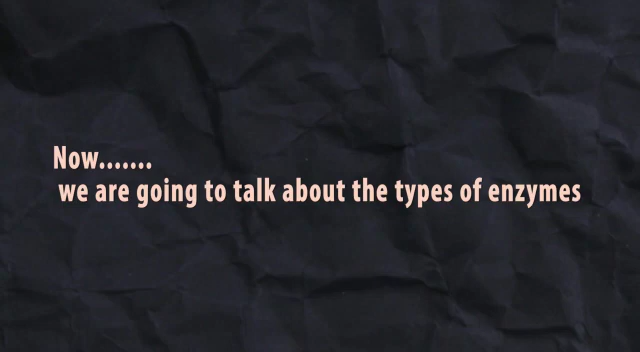 Now.......
we are going to talk about the types of enzymes